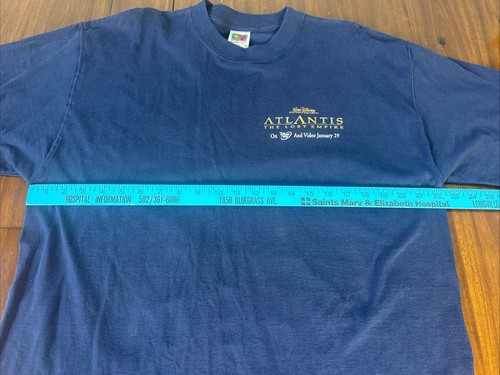 Walt Disney
ATLANTIS
THE LOST EMPIRE
On DVD And Video January 29
HOSPITAL INFORMATION 502/361-6000 1850 BLUEGRASS AVE. Saints Mary & Elizabeth Hospital LOUISVILLE